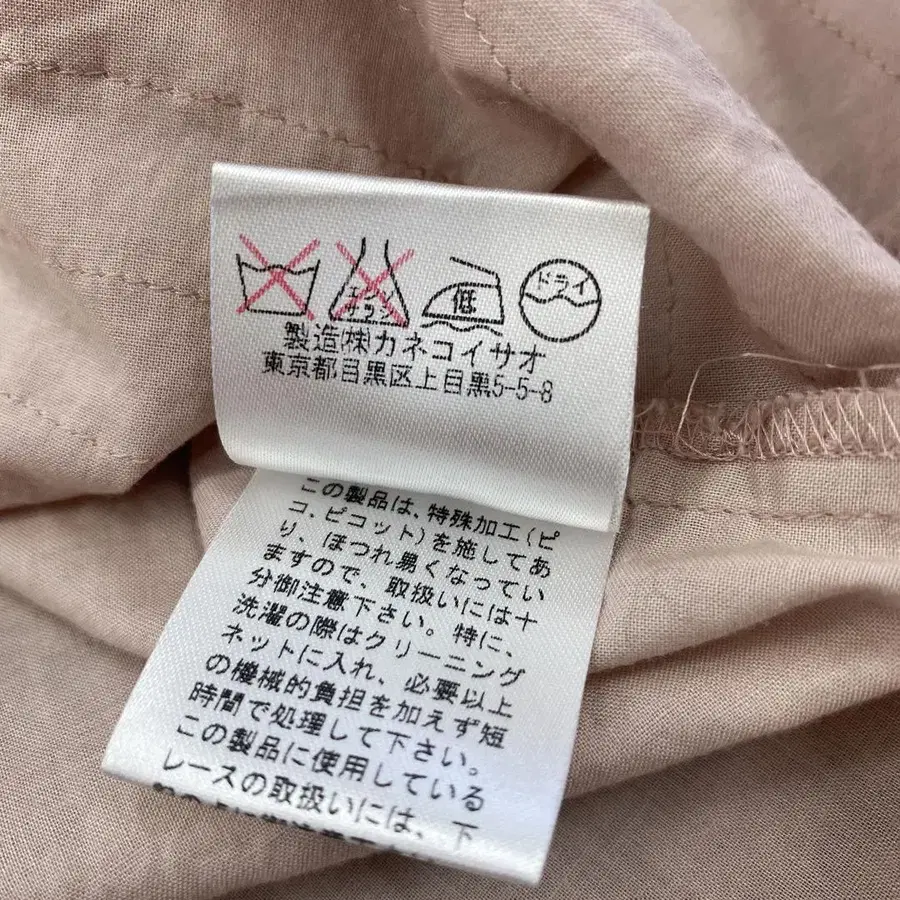 エンソ
サラシ
低
ドライ
製造(株)カネコイサオ
東京都目黒区上目黒5-5-8
この製品は、特殊加工(ピ
コ、ピコット)を施してあ
り、ほつれ易くなってい
ますので、取扱いには十
分御注意下さい。特に、
洗濯の際はクリーニング
ネットに入れ、必要以上
の機械的負担を加えず短
時間で処理して下さい。
この製品に使用している
レースの取扱いには、下